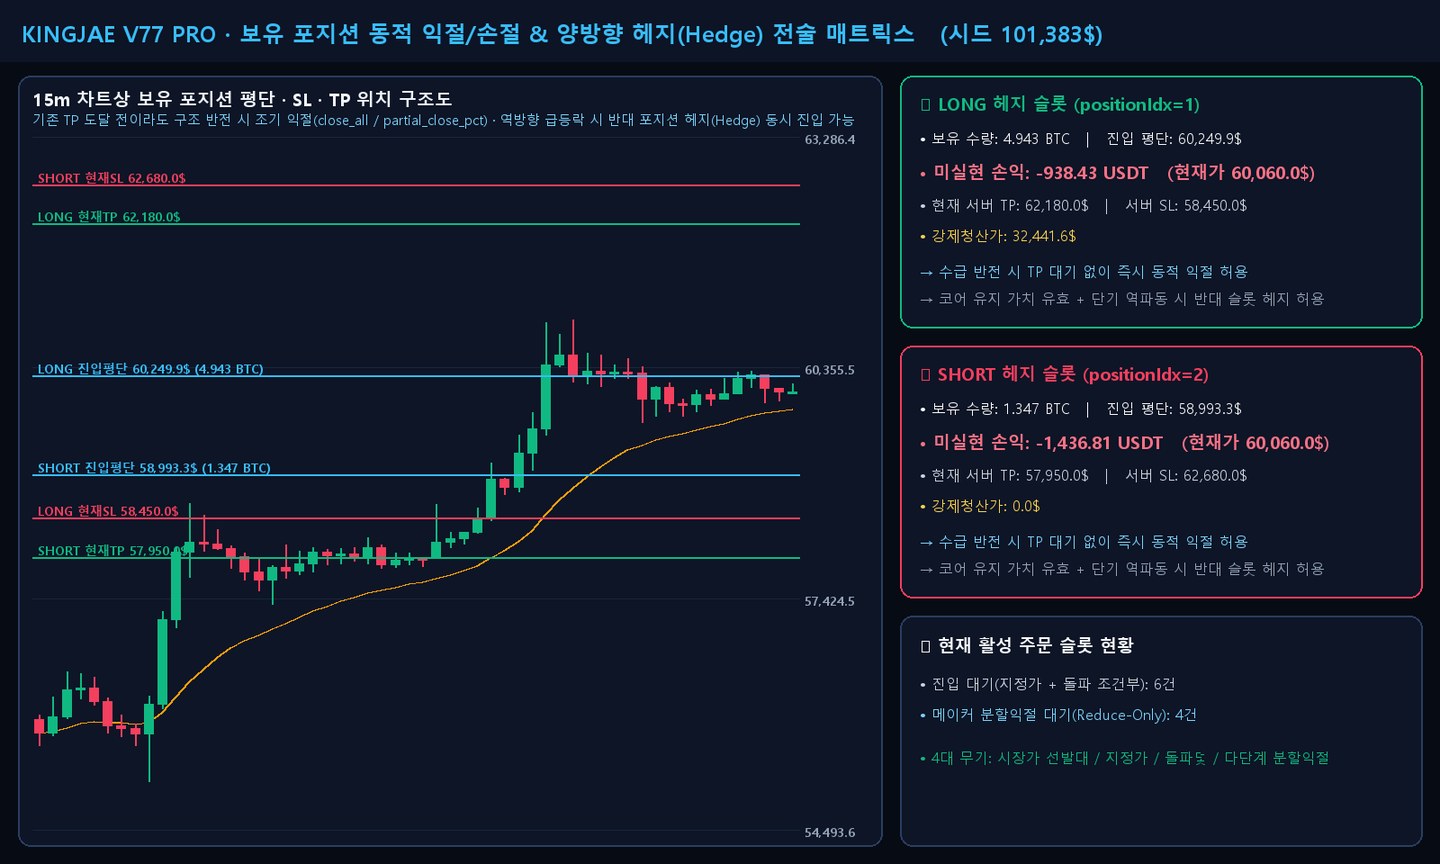 KINGJAE V77 PRO · 보유 포지션 동적 익절/손절 & 양방향 헤지(Hedge) 전술 매트릭스 (시드 101,383$)
15m 차트상 보유 포지션 평단 · SL · TP 위치 구조도
기존 TP 도달 전이라도 구조 반전 시 조기 익절(close_all / partial_close_pct) · 역방향 급등락 시 반대 포지션 헤지(Hedge) 동시 진입 가능
63,286.4
SHORT 현재SL 62,680.0$
LONG 현재TP 62,180.0$
LONG 진입평단 60,249.9$ (4.943 BTC)
60,355.5
SHORT 진입평단 58,993.3$ (1.347 BTC)
LONG 현재SL 58,450.0$
SHORT 현재TP 57,950.0$
57,424.5
54,493.6
LONG 헤지 슬롯 (positionIdx=1)
• 보유 수량: 4.943 BTC | 진입 평단: 60,249.9$
• 미실현 손익: -938.43 USDT (현재가 60,060.0$)
• 현재 서버 TP: 62,180.0$ | 서버 SL: 58,450.0$
• 강제청산가: 32,441.6$
→ 수급 반전 시 TP 대기 없이 즉시 동적 익절 허용
→ 코어 유지 가치 유효 + 단기 역파동 시 반대 슬롯 헤지 허용
SHORT 헤지 슬롯 (positionIdx=2)
• 보유 수량: 1.347 BTC | 진입 평단: 58,993.3$
• 미실현 손익: -1,436.81 USDT (현재가 60,060.0$)
• 현재 서버 TP: 57,950.0$ | 서버 SL: 62,680.0$
• 강제청산가: 0.0$
→ 수급 반전 시 TP 대기 없이 즉시 동적 익절 허용
→ 코어 유지 가치 유효 + 단기 역파동 시 반대 슬롯 헤지 허용
현재 활성 주문 슬롯 현황
• 진입 대기(지정가 + 돌파 조건부): 6건
• 메이커 분할익절 대기(Reduce-Only): 4건
• 4대 무기: 시장가 선발대 / 지정가 / 돌파덫 / 다단계 분할익절